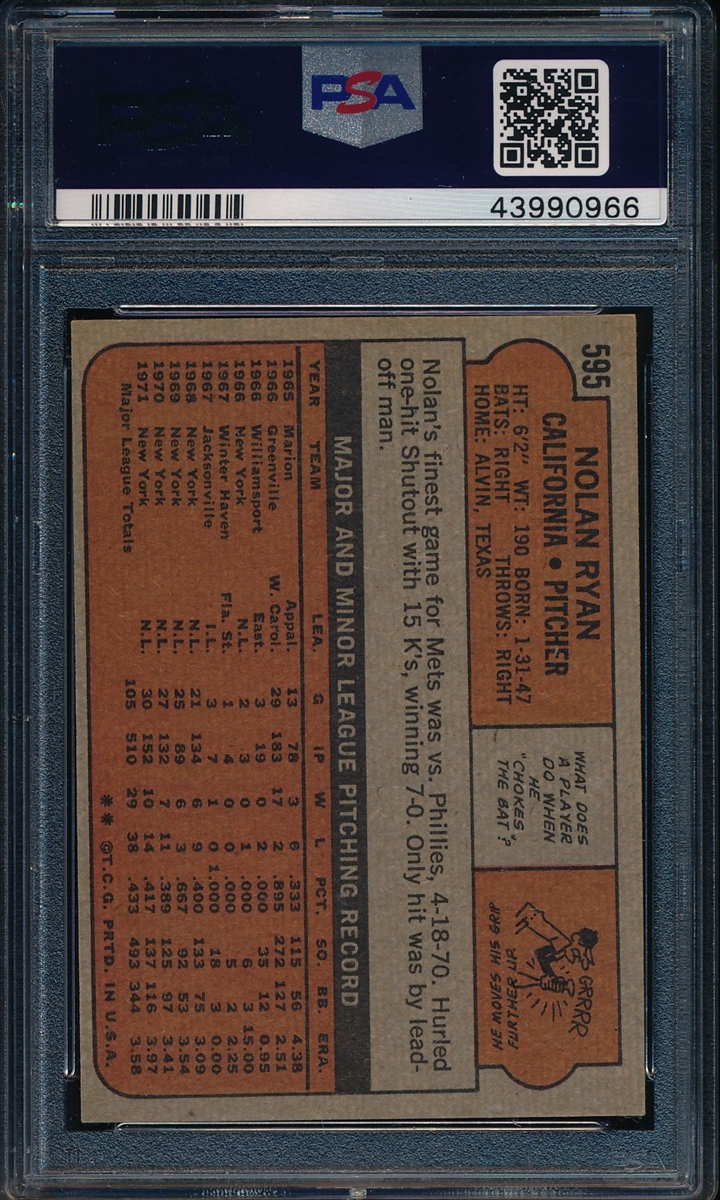 PSA
PSA
43990966
595
NOLAN RYAN
CALIFORNIA • PITCHER
HT: 6'2" WT: 190 BORN: 1-31-47
BATS: RIGHT THROWS: RIGHT
HOME: ALVIN, TEXAS
WHAT DOES
A PLAYER
DO WHEN
HE
"CHOKES"
THE BAT?
GRRRR
HE MOVES HIS GRIP
FURTHER UP
Nolan's finest game for Mets was vs. Phillies, 4-18-70. Hurled
one-hit Shutout with 15 K's, winning 7-0. Only hit was by lead-
off man.
MAJOR AND MINOR LEAGUE PITCHING RECORD
YEAR TEAM LEA. G IP W L PCT. SO. BB. ERA.
1965 Marion Appal. 13 78 3 6 .333 115 56 4.38
1966 Greenville W. Carol. 29 183 17 2 .895 272 127 2.51
1966 Williamsport East. 3 19 0 2 .000 35 12 0.95
1966 New York N.L. 2 3 0 1 .000 6 3 15.00
1967 Winter Haven Fla. St. 1 4 0 0 .000 5 2 2.25
1967 Jacksonville I.L. 3 7 1 0 1.000 18 3 0.00
1968 New York N.L. 21 134 6 9 .400 133 75 3.09
1969 New York N.L. 25 89 6 3 .667 92 53 3.54
1970 New York N.L. 27 132 7 11 .389 125 97 3.41
1971 New York N.L. 30 152 10 14 .417 137 116 3.97
Major League Totals 105 510 29 38 .433 493 344 3.58
** ©T.C.G. PRTD. IN U.S.A.